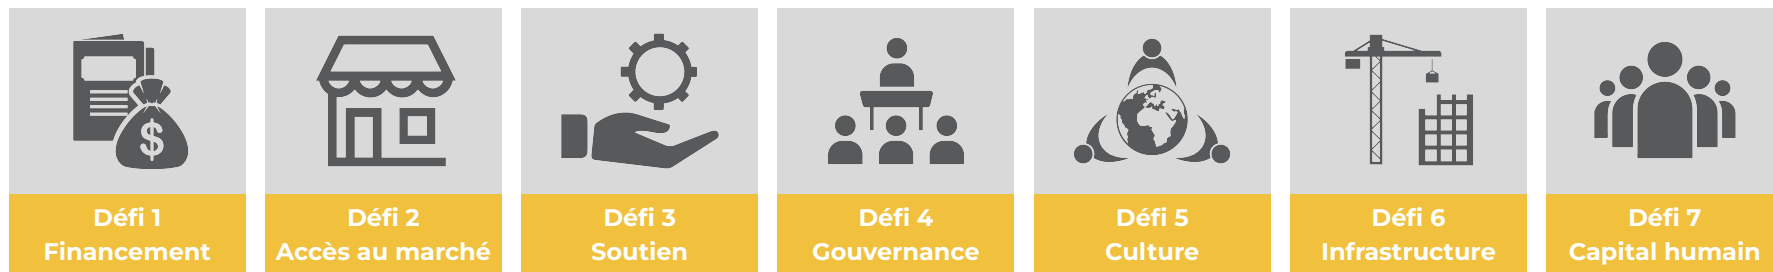 $
Défi 1
Financement
Défi 2
Accès au marché
Défi 3
Soutien
Défi 4
Gouvernance
Défi 5
Culture
Défi 6
Infrastructure
Défi 7
Capital humain